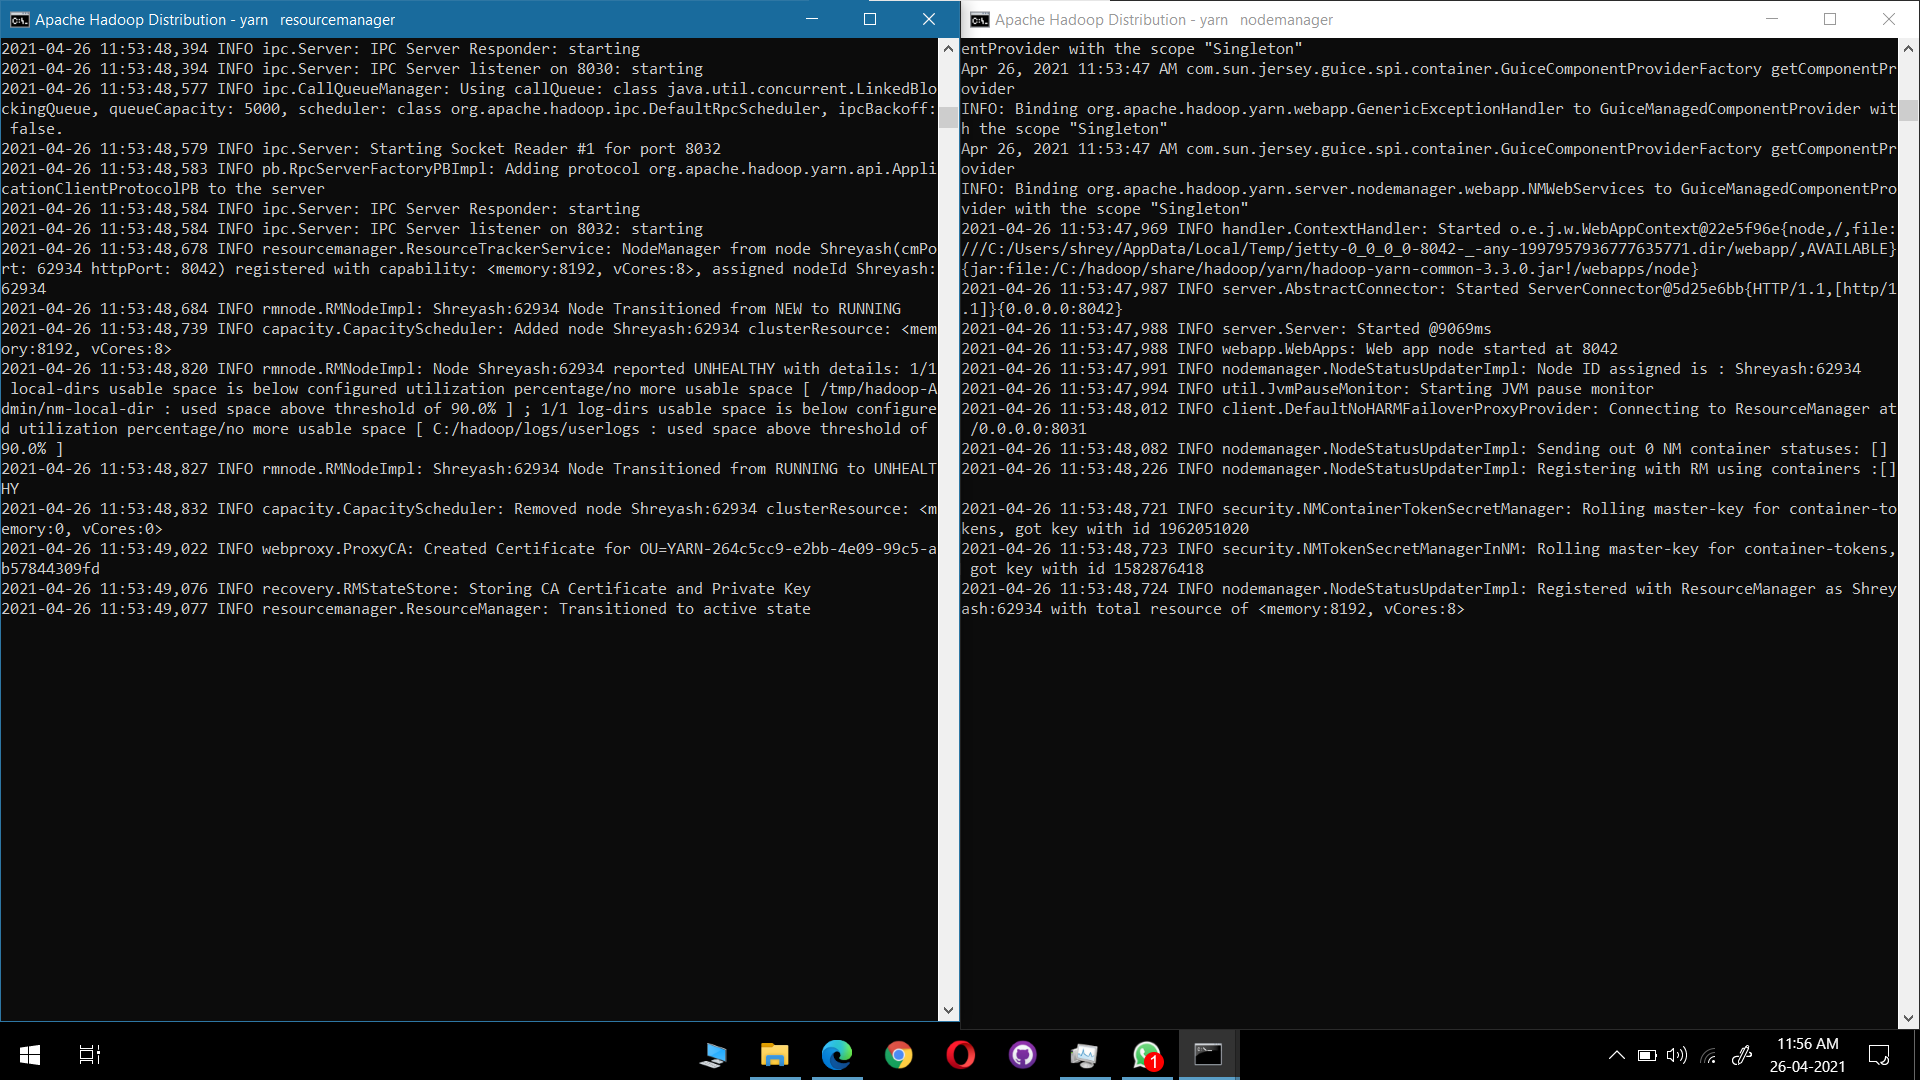 Apache Hadoop Distribution - yarn   resourcemanager
2021-04-26 11:53:48,394 INFO ipc.Server: IPC Server Responder: starting
2021-04-26 11:53:48,394 INFO ipc.Server: IPC Server listener on 8030: starting
2021-04-26 11:53:48,577 INFO ipc.CallQueueManager: Using callQueue: class java.util.concurrent.LinkedBlo
ckingQueue, queueCapacity: 5000, scheduler: class org.apache.hadoop.ipc.DefaultRpcScheduler, ipcBackoff:
 false.
2021-04-26 11:53:48,579 INFO ipc.Server: Starting Socket Reader #1 for port 8032
2021-04-26 11:53:48,583 INFO pb.RpcServerFactoryPBImpl: Adding protocol org.apache.hadoop.yarn.api.Appli
cationClientProtocolPB to the server
2021-04-26 11:53:48,584 INFO ipc.Server: IPC Server Responder: starting
2021-04-26 11:53:48,584 INFO ipc.Server: IPC Server listener on 8032: starting
2021-04-26 11:53:48,678 INFO resourcemanager.ResourceTrackerService: NodeManager from node Shreyash(cmPo
rt: 62934 httpPort: 8042) registered with capability: <memory:8192, vCores:8>, assigned nodeId Shreyash:
62934
2021-04-26 11:53:48,684 INFO rmnode.RMNodeImpl: Shreyash:62934 Node Transitioned from NEW to RUNNING
2021-04-26 11:53:48,739 INFO capacity.CapacityScheduler: Added node Shreyash:62934 clusterResource: <mem
ory:8192, vCores:8>
2021-04-26 11:53:48,820 INFO rmnode.RMNodeImpl: Node Shreyash:62934 reported UNHEALTHY with details: 1/1
 local-dirs usable space is below configured utilization percentage/no more usable space [ /tmp/hadoop-A
dmin/nm-local-dir : used space above threshold of 90.0% ] ; 1/1 log-dirs usable space is below configure
d utilization percentage/no more usable space [ C:/hadoop/logs/userlogs : used space above threshold of
90.0% ]
2021-04-26 11:53:48,827 INFO rmnode.RMNodeImpl: Shreyash:62934 Node Transitioned from RUNNING to UNHEALT
HY
2021-04-26 11:53:48,832 INFO capacity.CapacityScheduler: Removed node Shreyash:62934 clusterResource: <m
emory:0, vCores:0>
2021-04-26 11:53:49,022 INFO webproxy.ProxyCA: Created Certificate for OU=YARN-264c5cc9-e2bb-4e09-99c5-a
b57844309fd
2021-04-26 11:53:49,076 INFO recovery.RMStateStore: Storing CA Certificate and Private Key
2021-04-26 11:53:49,077 INFO resourcemanager.ResourceManager: Transitioned to active state
Apache Hadoop Distribution - yarn   nodemanager
entProvider with the scope "Singleton"
Apr 26, 2021 11:53:47 AM com.sun.jersey.guice.spi.container.GuiceComponentProviderFactory getComponentPr
ovider
INFO: Binding org.apache.hadoop.yarn.webapp.GenericExceptionHandler to GuiceManagedComponentProvider wit
h the scope "Singleton"
Apr 26, 2021 11:53:47 AM com.sun.jersey.guice.spi.container.GuiceComponentProviderFactory getComponentPr
ovider
INFO: Binding org.apache.hadoop.yarn.server.nodemanager.webapp.NMWebServices to GuiceManagedComponentPro
vider with the scope "Singleton"
2021-04-26 11:53:47,969 INFO handler.ContextHandler: Started o.e.j.w.WebAppContext@22e5f96e{node,/,file:
///C:/Users/shrey/AppData/Local/Temp/jetty-0_0_0_0-8042-_-any-1997957936777635771.dir/webapp/,AVAILABLE}
{jar:file:/C:/hadoop/share/hadoop/yarn/hadoop-yarn-common-3.3.0.jar!/webapps/node}
2021-04-26 11:53:47,987 INFO server.AbstractConnector: Started ServerConnector@5d25e6bb{HTTP/1.1,[http/1
.1]}{0.0.0.0:8042}
2021-04-26 11:53:47,988 INFO server.Server: Started @9069ms
2021-04-26 11:53:47,988 INFO webapp.WebApps: Web app node started at 8042
2021-04-26 11:53:47,991 INFO nodemanager.NodeStatusUpdaterImpl: Node ID assigned is : Shreyash:62934
2021-04-26 11:53:47,994 INFO util.JvmPauseMonitor: Starting JVM pause monitor
2021-04-26 11:53:48,012 INFO client.DefaultNoHARMFailoverProxyProvider: Connecting to ResourceManager at
 /0.0.0.0:8031
2021-04-26 11:53:48,082 INFO nodemanager.NodeStatusUpdaterImpl: Sending out 0 NM container statuses: []
2021-04-26 11:53:48,226 INFO nodemanager.NodeStatusUpdaterImpl: Registering with RM using containers :[]
2021-04-26 11:53:48,721 INFO security.NMContainerTokenSecretManager: Rolling master-key for container-to
kens, got key with id 1962051020
2021-04-26 11:53:48,723 INFO security.NMTokenSecretManagerInNM: Rolling master-key for container-tokens,
 got key with id 1582876418
2021-04-26 11:53:48,724 INFO nodemanager.NodeStatusUpdaterImpl: Registered with ResourceManager as Shrey
ash:62934 with total resource of <memory:8192, vCores:8>
1
11:56 AM
26-04-2021